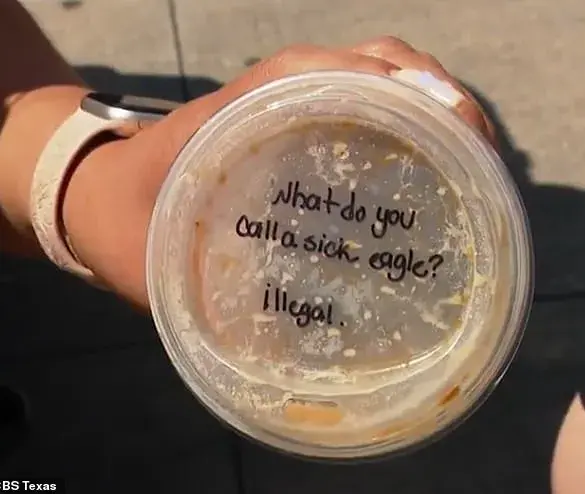 What do you
call a sick eagle?
illegal.
BS Texas